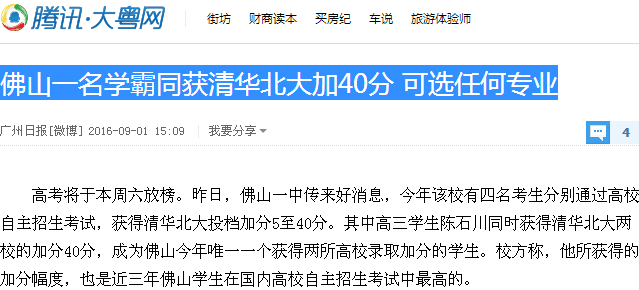 腾讯·大粤网
街坊 财商读本 买房纪 车说 旅游体验师
佛山一名学霸同获清华北大加40分 可选任何专业
广州日报[微博] 2016-09-01 15:09 我要分享 4
高考将于本周六放榜。昨日，佛山一中传来好消息，今年该校有四名考生分别通过高校
自主招生考试，获得清华北大投档加分5至40分。其中高三学生陈石川同时获得清华北大两
校的加分40分，成为佛山今年唯一一个获得两所高校录取加分的学生。校方称，他所获得的
加分幅度，也是近三年佛山学生在国内高校自主招生考试中最高的。